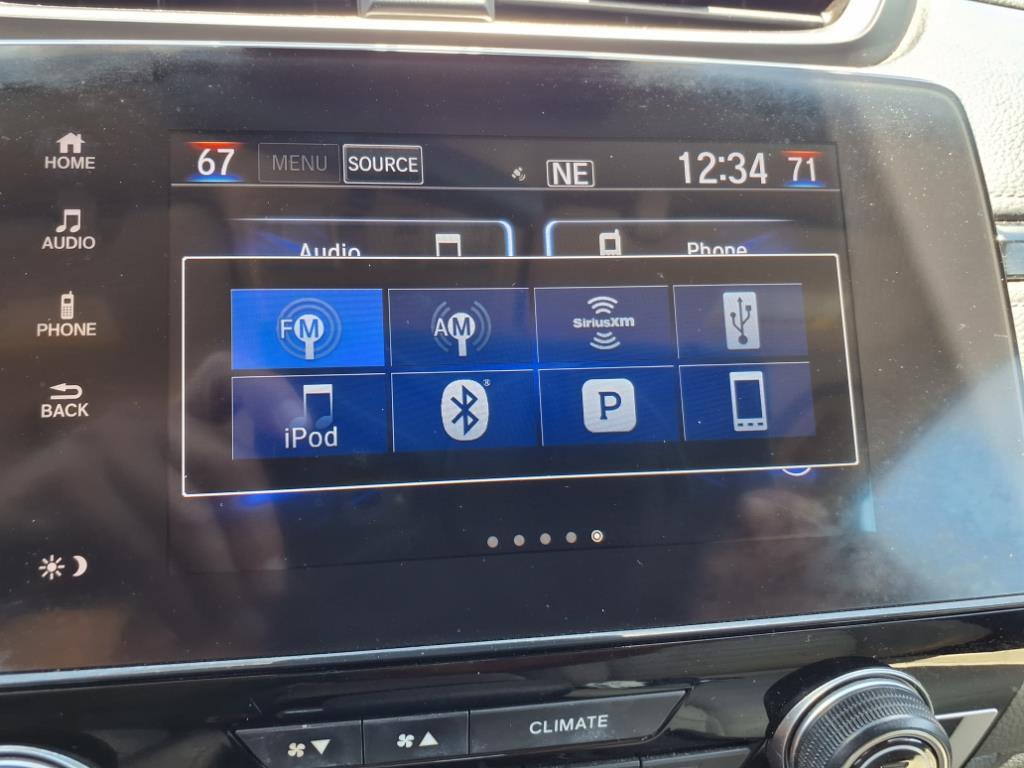 HOME
AUDIO
PHONE
BACK
67 MENU SOURCE NE 12:34 71
Audio Phone
FM AM SiriusXM
iPod ® P
CLIMATE